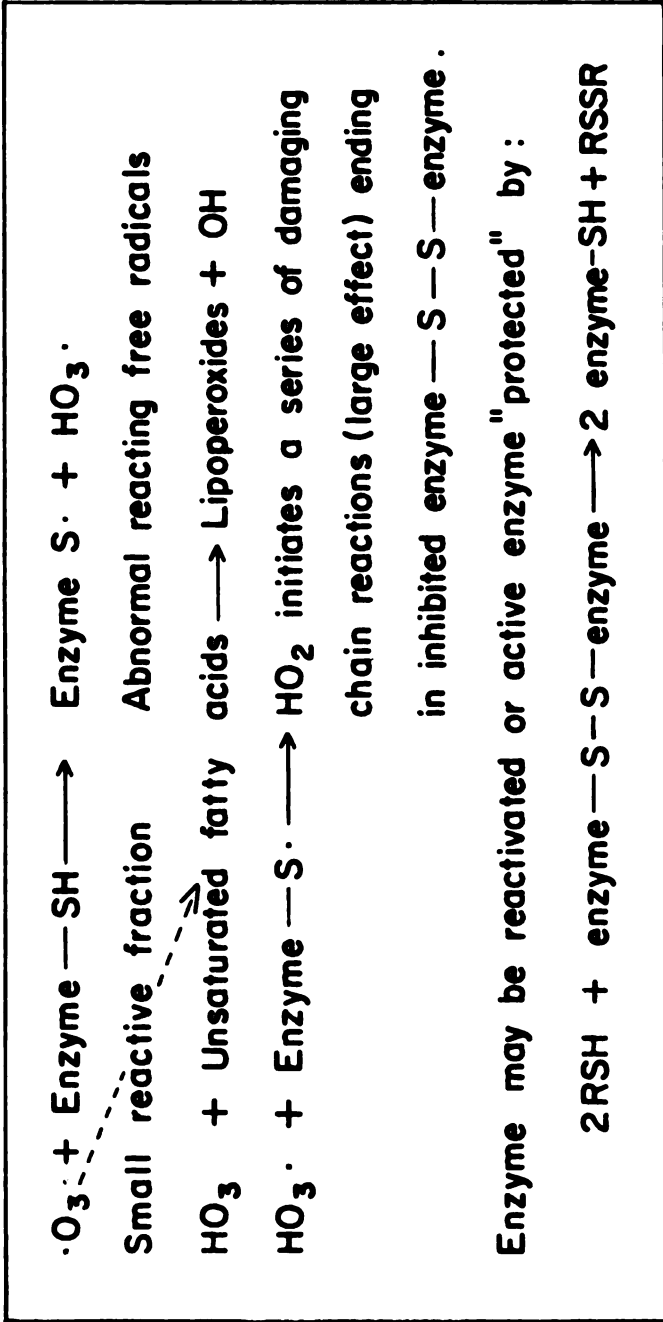 ·O₃· + Enzyme—SH ⟶ Enzyme S· + HO₃·
Small reactive fraction Abnormal reacting free radicals
HO₃ + Unsaturated fatty acids ⟶ Lipoperoxides + OH
HO₃· + Enzyme—S· ⟶ HO₂ initiates a series of damaging
chain reactions (large effect) ending
in inhibited enzyme—S—S—enzyme.
Enzyme may be reactivated or active enzyme "protected" by:
2RSH + enzyme—S—S—enzyme ⟶ 2 enzyme-SH + RSSR